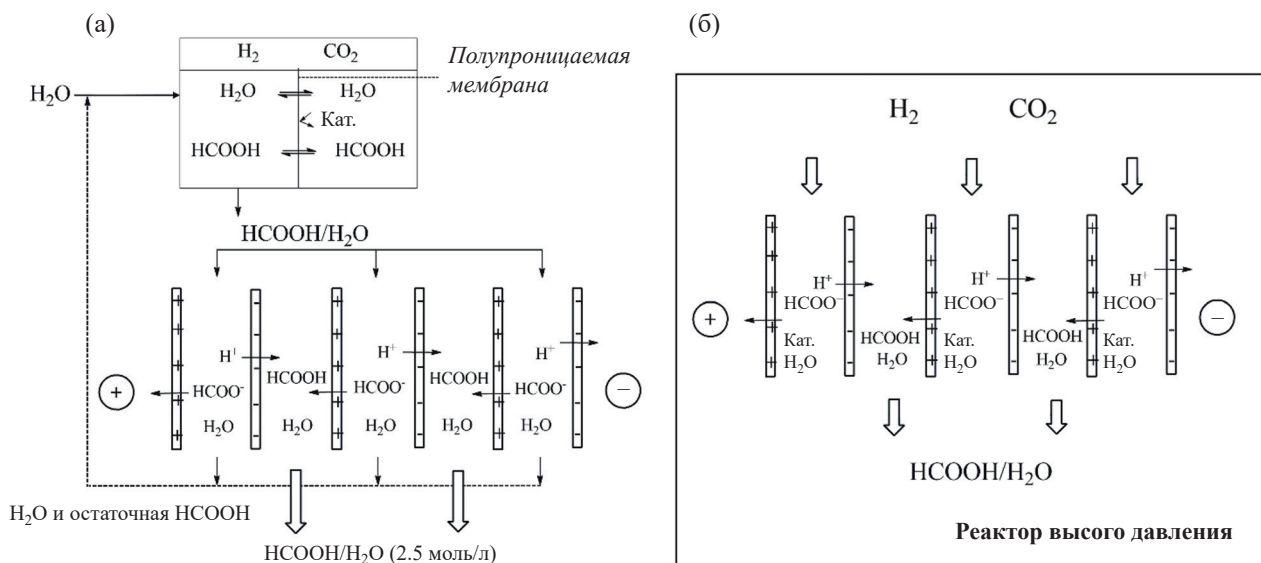 (а)
H₂ CO₂
Полупроницаемая
мембрана
H₂O
H₂O H₂O
Кат.
HCOOH HCOOH
HCOOH/H₂O
+ + + + + + - - - - - -
H⁺ H⁺ H⁺
HCOOH HCOOH
+ HCOO⁻ HCOO⁻ HCOO⁻ −
H₂O H₂O H₂O H₂O H₂O
H₂O и остаточная HCOOH
HCOOH/H₂O (2.5 моль/л)
(б)
H₂ CO₂
H⁺ H⁺ H⁺
HCOO⁻ HCOO⁻ HCOO⁻
+ −
Кат. HCOOH Кат. HCOOH Кат.
H₂O H₂O H₂O H₂O H₂O
HCOOH/H₂O
Реактор высого давления